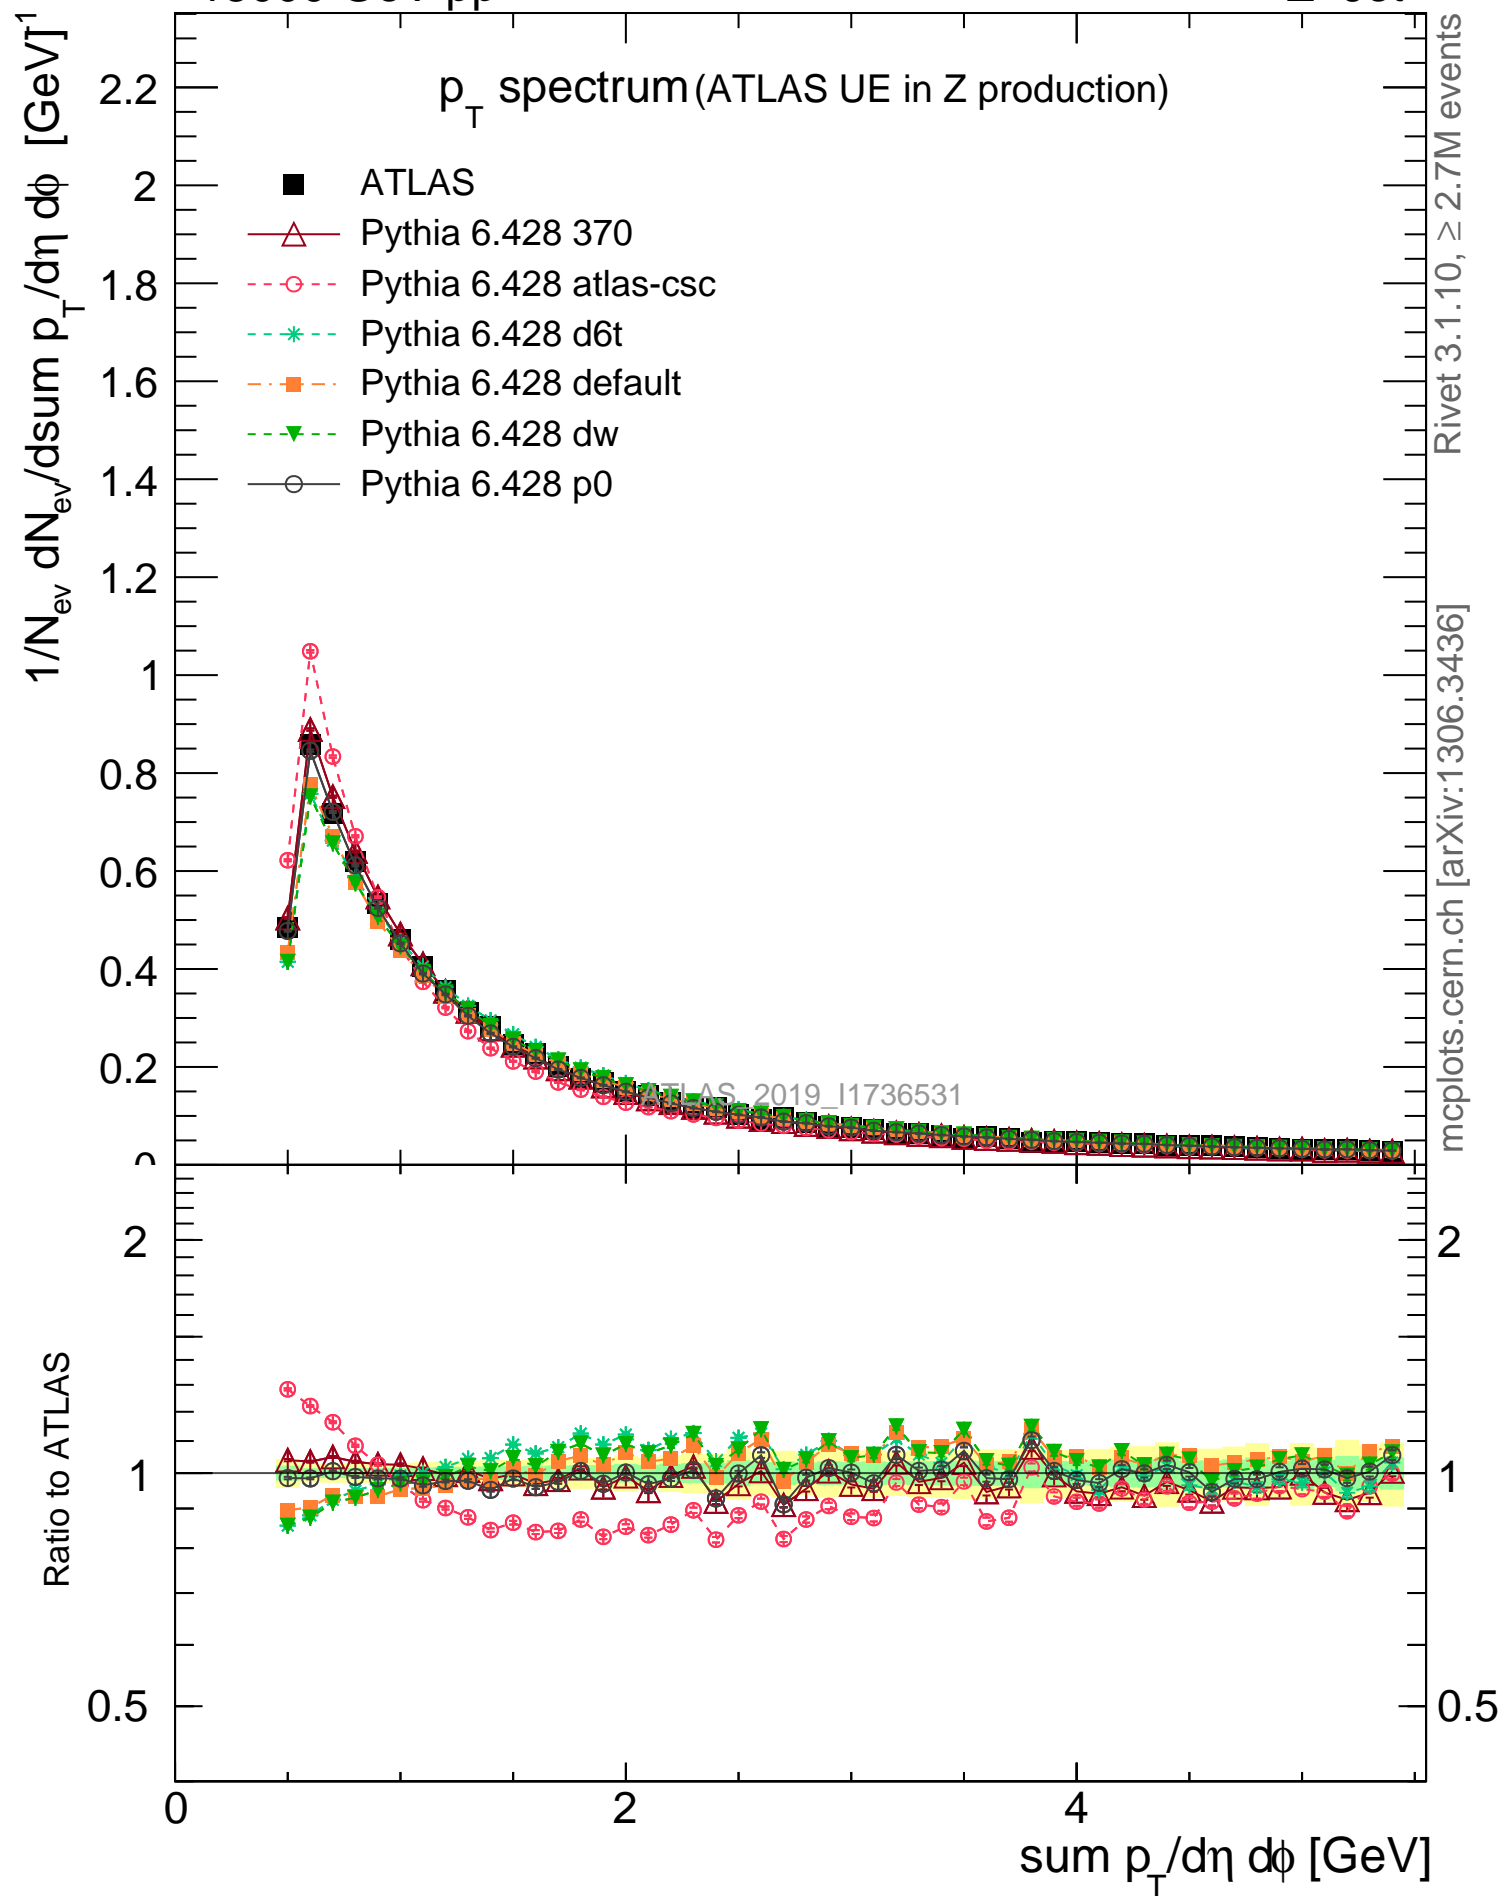 p_T spectrum (ATLAS UE in Z production)
1/N_ev dN_ev/dsum p_T/dη dϕ [GeV]^-1
ATLAS
Pythia 6.428 370
Pythia 6.428 atlas-csc
Pythia 6.428 d6t
Pythia 6.428 default
Pythia 6.428 dw
Pythia 6.428 p0
2.2
2
1.8
1.6
1.4
1.2
1
0.8
0.6
0.4
0.2
0
ATLAS_2019_I1736531
Rivet 3.1.10, ≥ 2.7M events
mcplots.cern.ch [arXiv:1306.3436]
Ratio to ATLAS
2
1
0.5
2
1
0.5
0
2
4
sum p_T/dη dϕ [GeV]